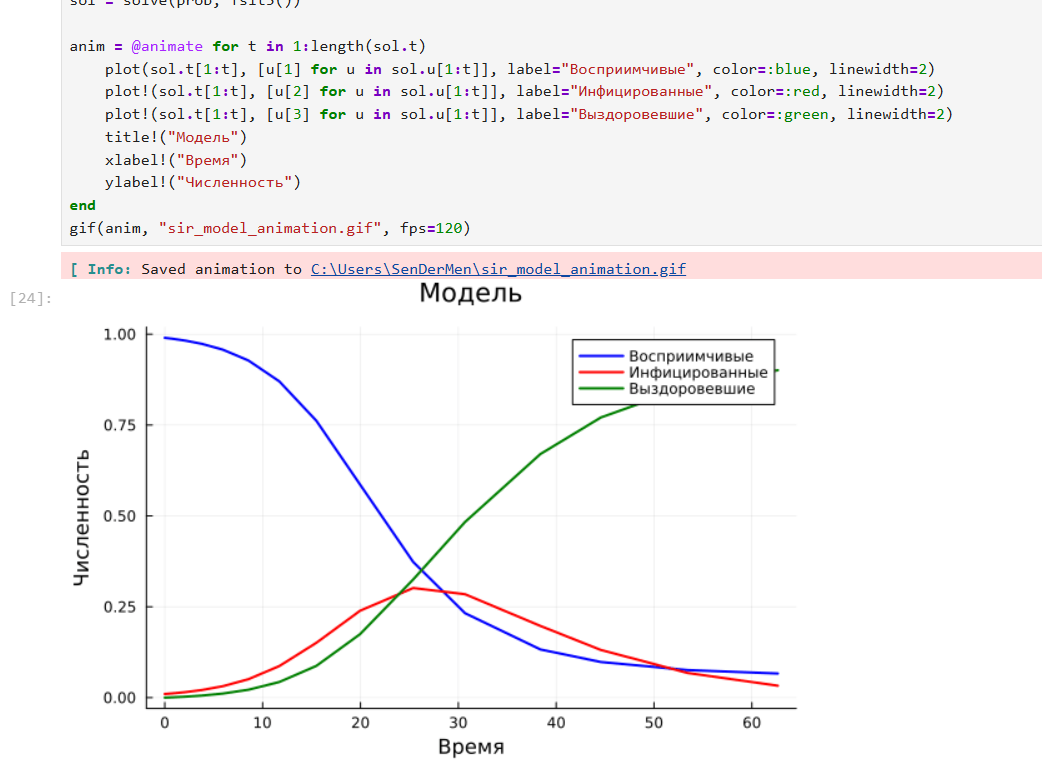 sol = solve(prob, Tsit5())
anim = @animate for t in 1:length(sol.t)
    plot(sol.t[1:t], [u[1] for u in sol.u[1:t]], label="Восприимчивые", color=:blue, linewidth=2)
    plot!(sol.t[1:t], [u[2] for u in sol.u[1:t]], label="Инфицированные", color=:red, linewidth=2)
    plot!(sol.t[1:t], [u[3] for u in sol.u[1:t]], label="Выздоровевшие", color=:green, linewidth=2)
    title!("Модель")
    xlabel!("Время")
    ylabel!("Численность")
end
gif(anim, "sir_model_animation.gif", fps=120)
[ Info: Saved animation to C:\Users\SenDerMen\sir_model_animation.gif
[24]:
Модель
Восприимчивые
Инфицированные
Выздоровевшие
1.00
0.75
0.50
0.25
0.00
Численность
0 10 20 30 40 50 60
Время